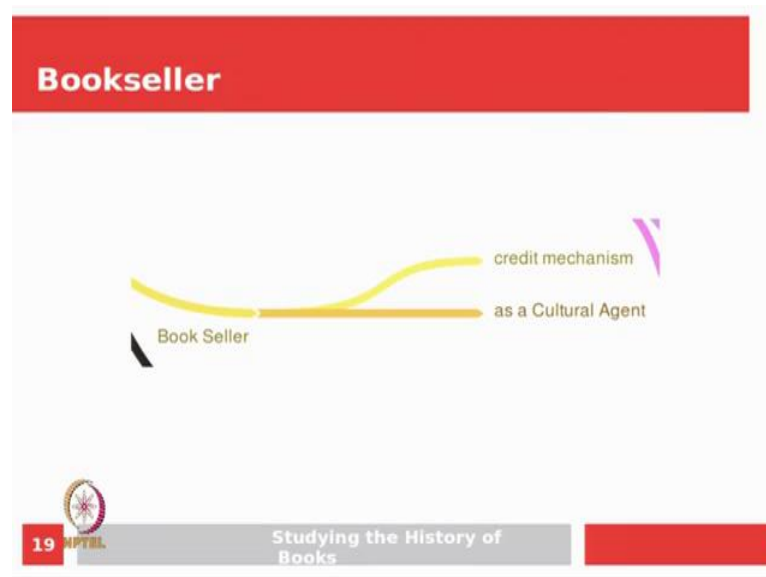 Bookseller
credit mechanism
as a Cultural Agent
Book Seller
19
NPTEL
Studying the History of
Books